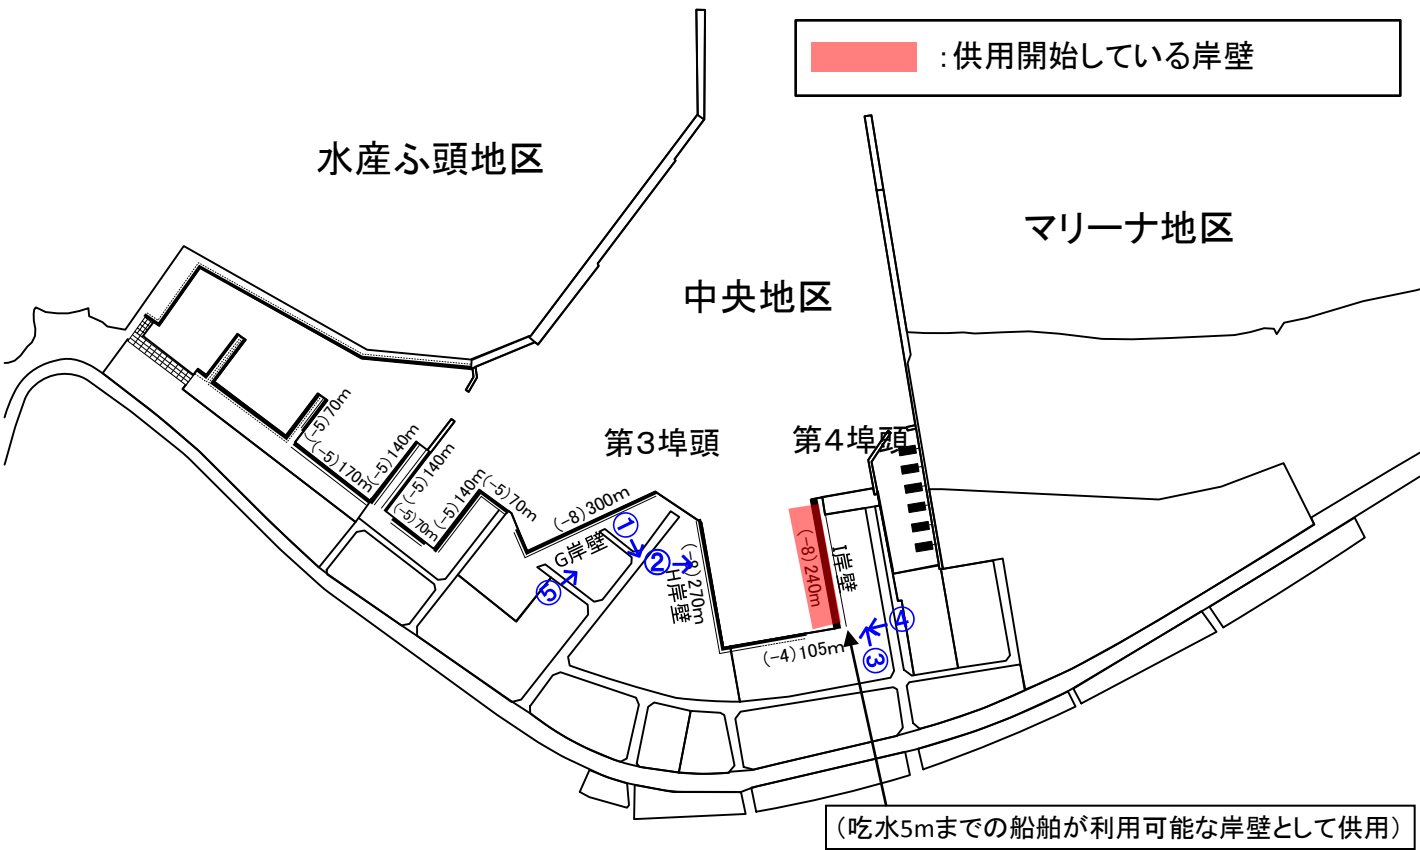 ：供用開始している岸壁
水産ふ頭地区
マリーナ地区
中央地区
第3埠頭
第4埠頭
(-5)70m
(-5)170m
(-5)140m
(-5)140m
(-5)70m
(-5)140m
(-5)70m
(-8)300m
G岸壁
①
②
⑤
(-8)270m
H岸壁
(-8)240m
I岸壁
④
③
(-4)105m
(吃水5mまでの船舶が利用可能な岸壁として供用)